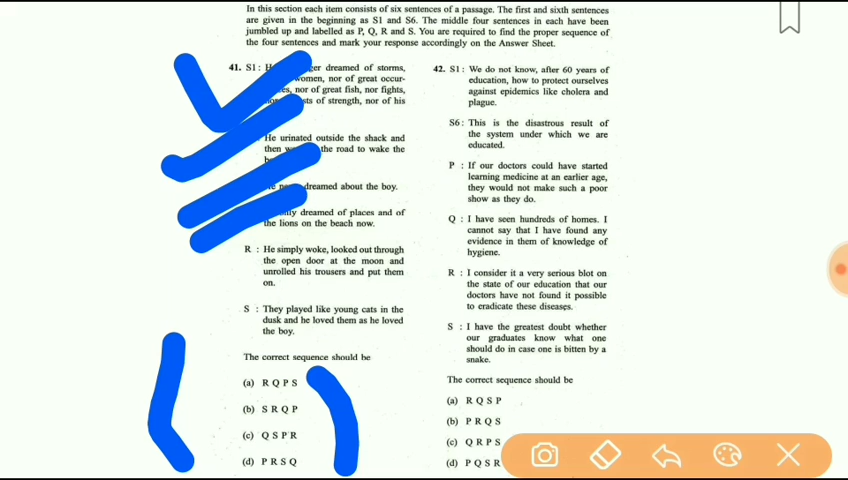 In this section each item consists of six sentences of a passage. The first and sixth sentences
are given in the beginning as S1 and S6. The middle four sentences in each have been
jumbled up and labelled as P, Q, R and S. You are required to find the proper sequence of
the four sentences and mark your response accordingly on the Answer Sheet.
41. S1: dreamed of storms,
women, nor of great occur-
nor of great fish, nor fights,
of strength, nor of his
He urinated outside the shack and
then the road to wake the
dreamed about the boy.
dreamed of places and of
the lions on the beach now.
R : He simply woke, looked out through
the open door at the moon and
unrolled his trousers and put them
on.
S : They played like young cats in the
dusk and he loved them as he loved
the boy.
The correct sequence should be
(a) R Q P S
(b) S R Q P
(c) Q S P R
(d) P R S Q
42. S1: We do not know, after 60 years of
education, how to protect ourselves
against epidemics like cholera and
plague.
S6: This is the disastrous result of
the system under which we are
educated.
P : If our doctors could have started
learning medicine at an earlier age,
they would not make such a poor
show as they do.
Q : I have seen hundreds of homes. I
cannot say that I have found any
evidence in them of knowledge of
hygiene.
R : I consider it a very serious blot on
the state of our education that our
doctors have not found it possible
to eradicate these diseases.
S : I have the greatest doubt whether
our graduates know what one
should do in case one is bitten by a
snake.
The correct sequence should be
(a) R Q S P
(b) P R Q S
(c) Q R P S
(d) P Q S R